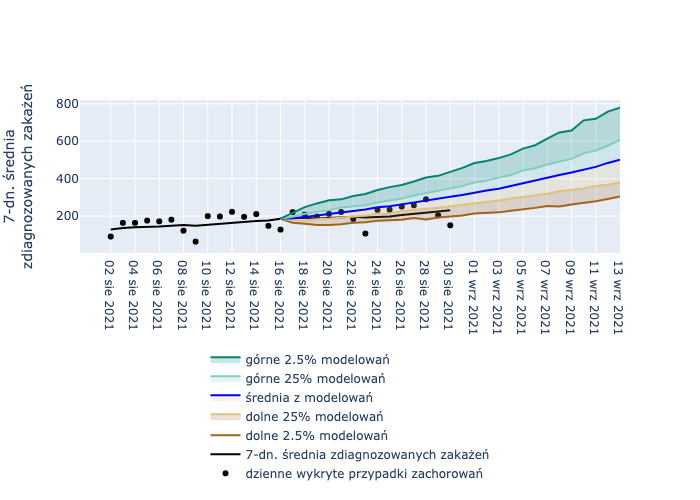 7-dn. średnia
zdiagnozowanych zakażeń
800
600
400
200
02 sie 2021
04 sie 2021
06 sie 2021
08 sie 2021
10 sie 2021
12 sie 2021
14 sie 2021
16 sie 2021
18 sie 2021
20 sie 2021
22 sie 2021
24 sie 2021
26 sie 2021
28 sie 2021
30 sie 2021
01 wrz 2021
03 wrz 2021
05 wrz 2021
07 wrz 2021
09 wrz 2021
11 wrz 2021
13 wrz 2021
górne 2.5% modelowań
górne 25% modelowań
średnia z modelowań
dolne 25% modelowań
dolne 2.5% modelowań
7-dn. średnia zdiagnozowanych zakażeń
dzienne wykryte przypadki zachorowań